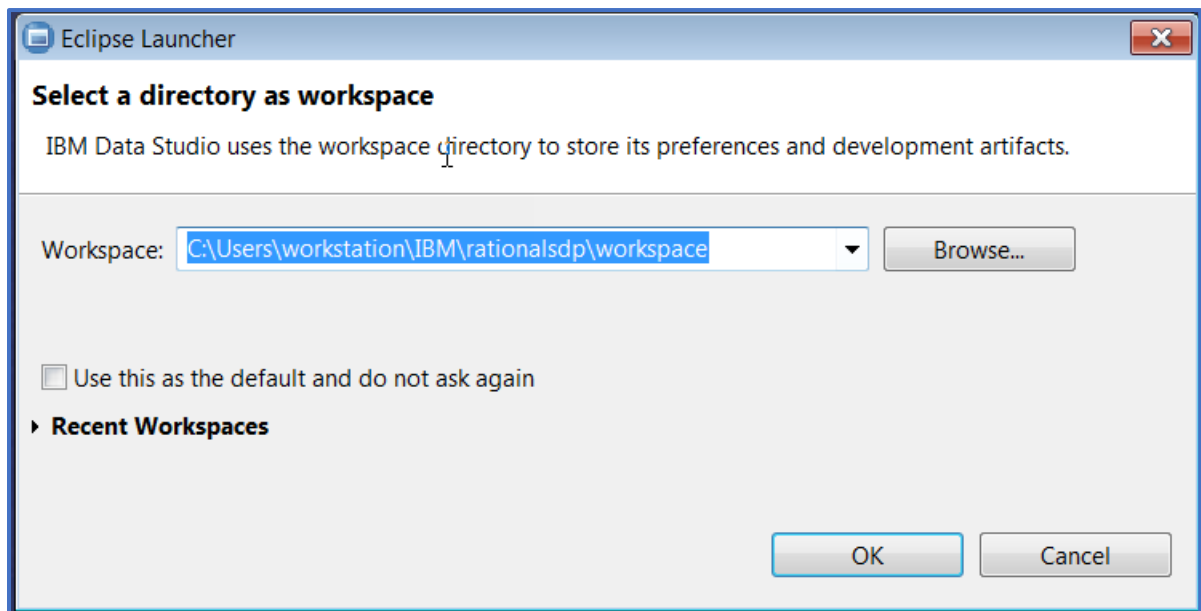 Eclipse Launcher
Select a directory as workspace
IBM Data Studio uses the workspace directory to store its preferences and development artifacts.
Workspace: C:\Users\workstation\IBM\rationalsdp\workspace Browse...
Use this as the default and do not ask again
Recent Workspaces
OK Cancel